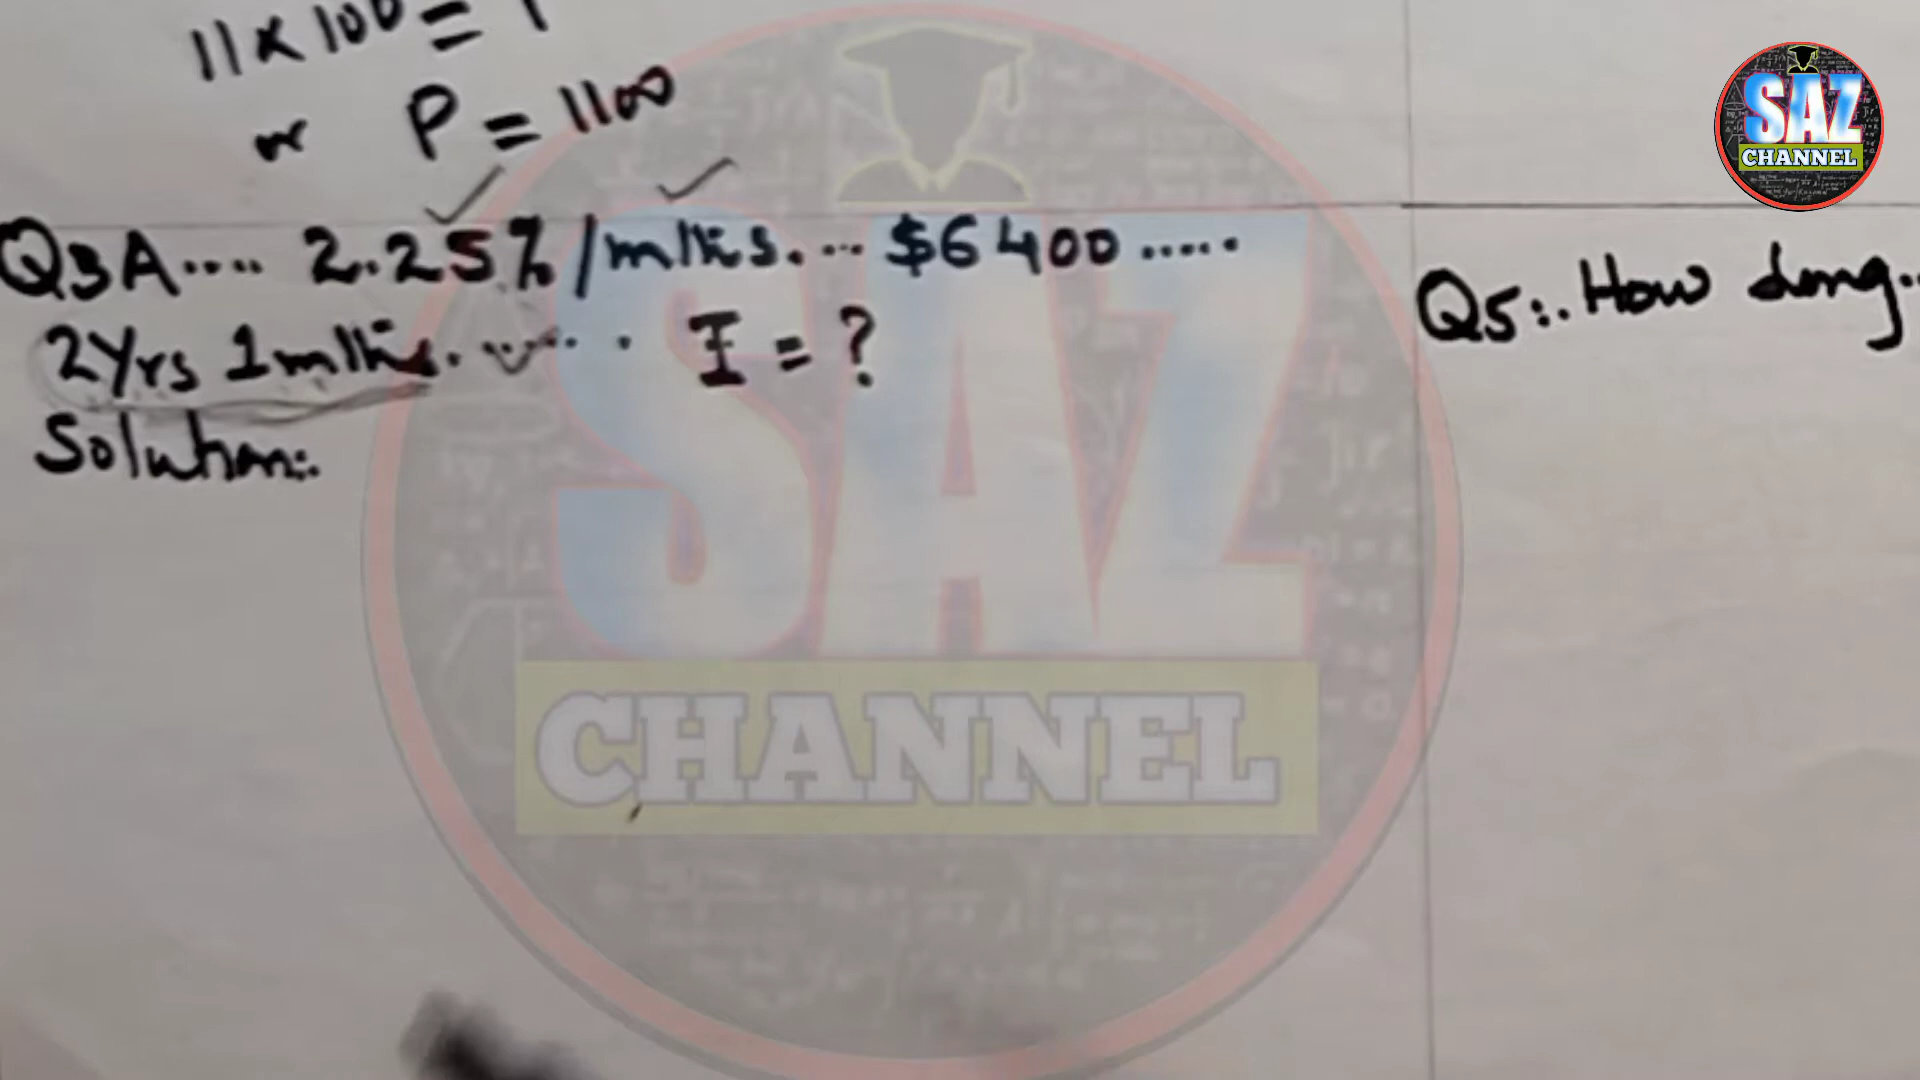 11 x 100 =
or P = 1100
Q3A.... 2.25% / mths.... $6400.....
2Yrs 1mths. ...... I = ?
Solution:.
Q5:. How long..
SAZ
CHANNEL
SAZ
CHANNEL